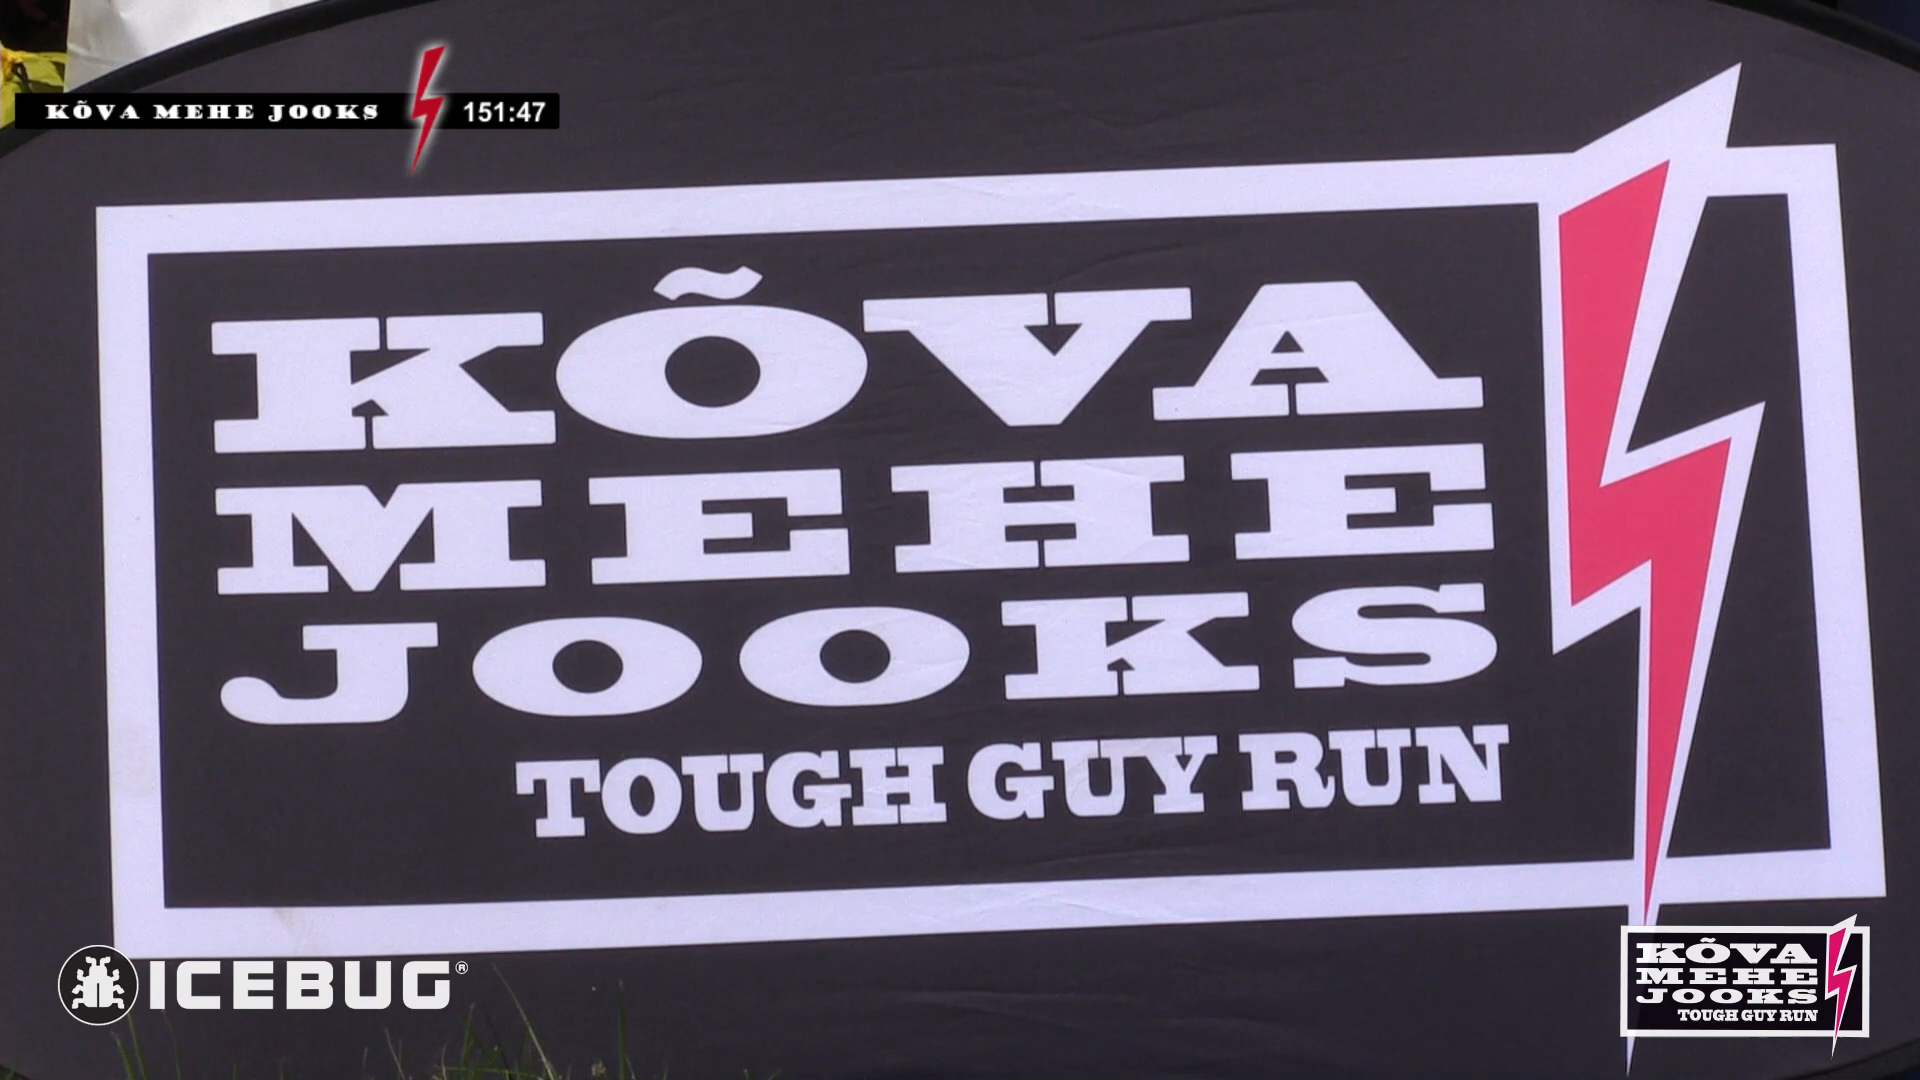 KÕVA MEHE JOOKS 151:47
KÕVA
MEHE
JOOKS
TOUGH GUY RUN
ICEBUG®
KÕVA
MEHE
JOOKS
TOUGH GUY RUN